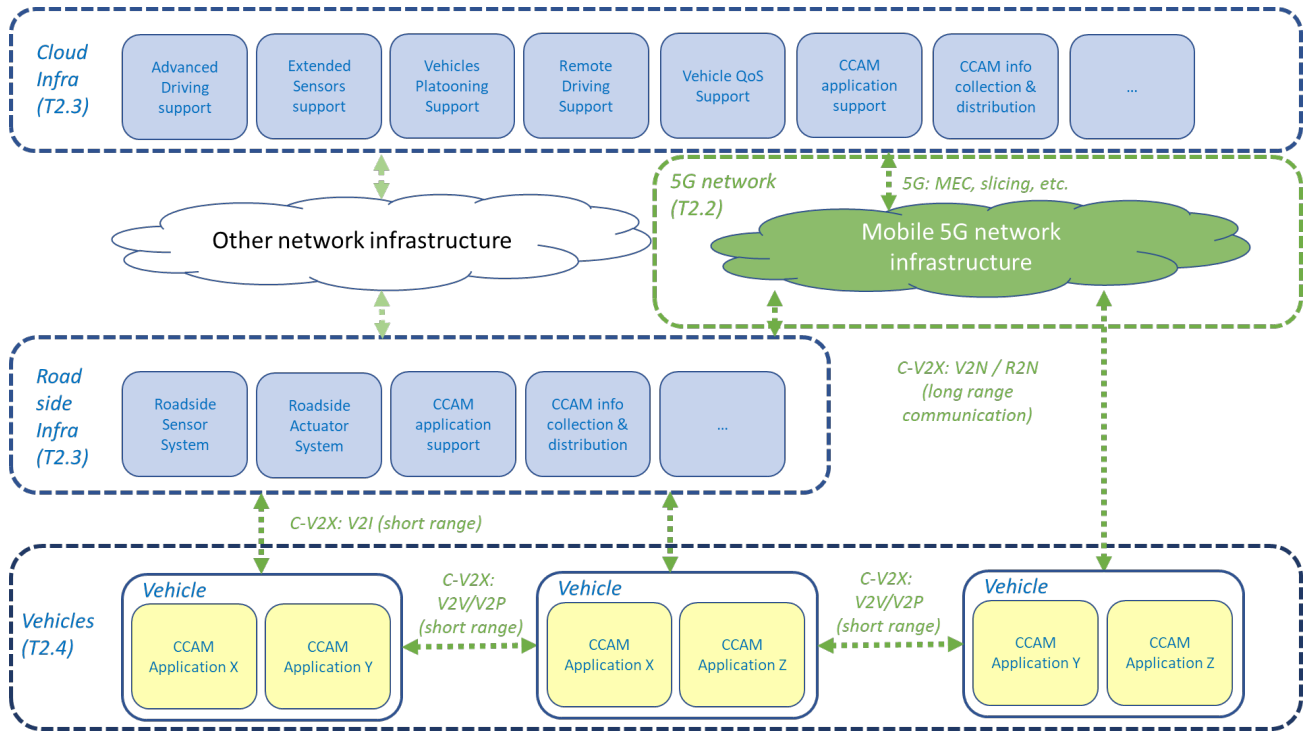 Cloud
Infra
(T2.3)
Advanced
Driving
support
Extended
Sensors
support
Vehicles
Platooning
Support
Remote
Driving
Support
Vehicle QoS
Support
CCAM
application
support
CCAM info
collection &
distribution
...
5G network
(T2.2)
5G: MEC, slicing, etc.
Other network infrastructure
Mobile 5G network
infrastructure
Road
side
Infra
(T2.3)
Roadside
Sensor
System
Roadside
Actuator
System
CCAM
application
support
CCAM info
collection &
distribution
...
C-V2X: V2N / R2N
(long range
communication)
C-V2X: V2I (short range)
Vehicles
(T2.4)
Vehicle
CCAM
Application X
CCAM
Application Y
C-V2X:
V2V/V2P
(short range)
Vehicle
CCAM
Application X
CCAM
Application Z
C-V2X:
V2V/V2P
(short range)
Vehicle
CCAM
Application Y
CCAM
Application Z